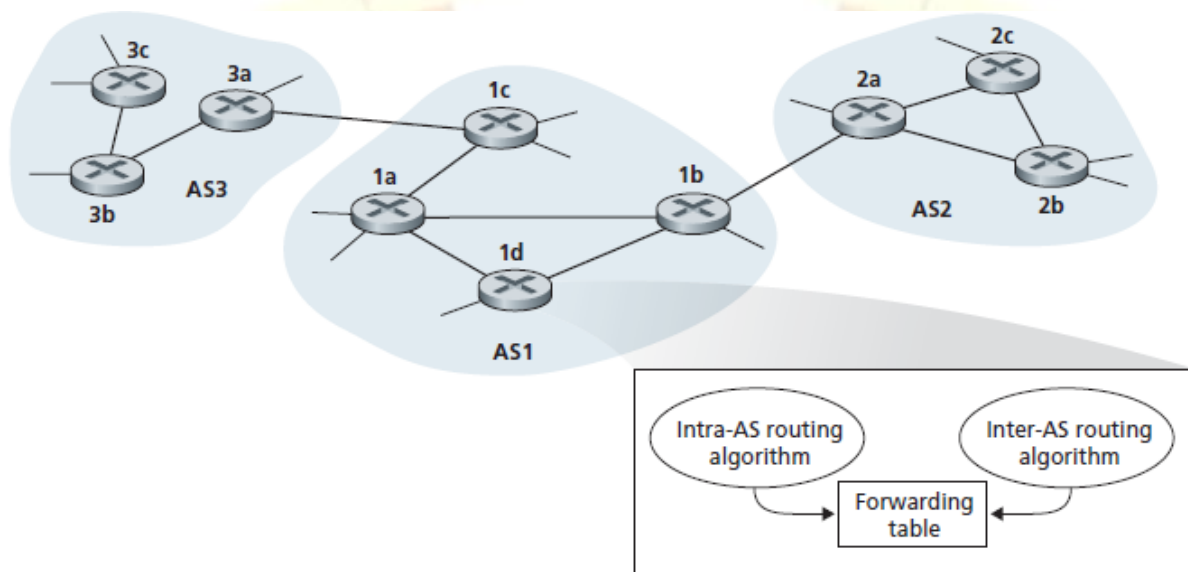 3c
3a
3b
AS3
1c
1a
1b
1d
AS1
2c
2a
2b
AS2
Intra-AS routing
algorithm
Inter-AS routing
algorithm
Forwarding
table